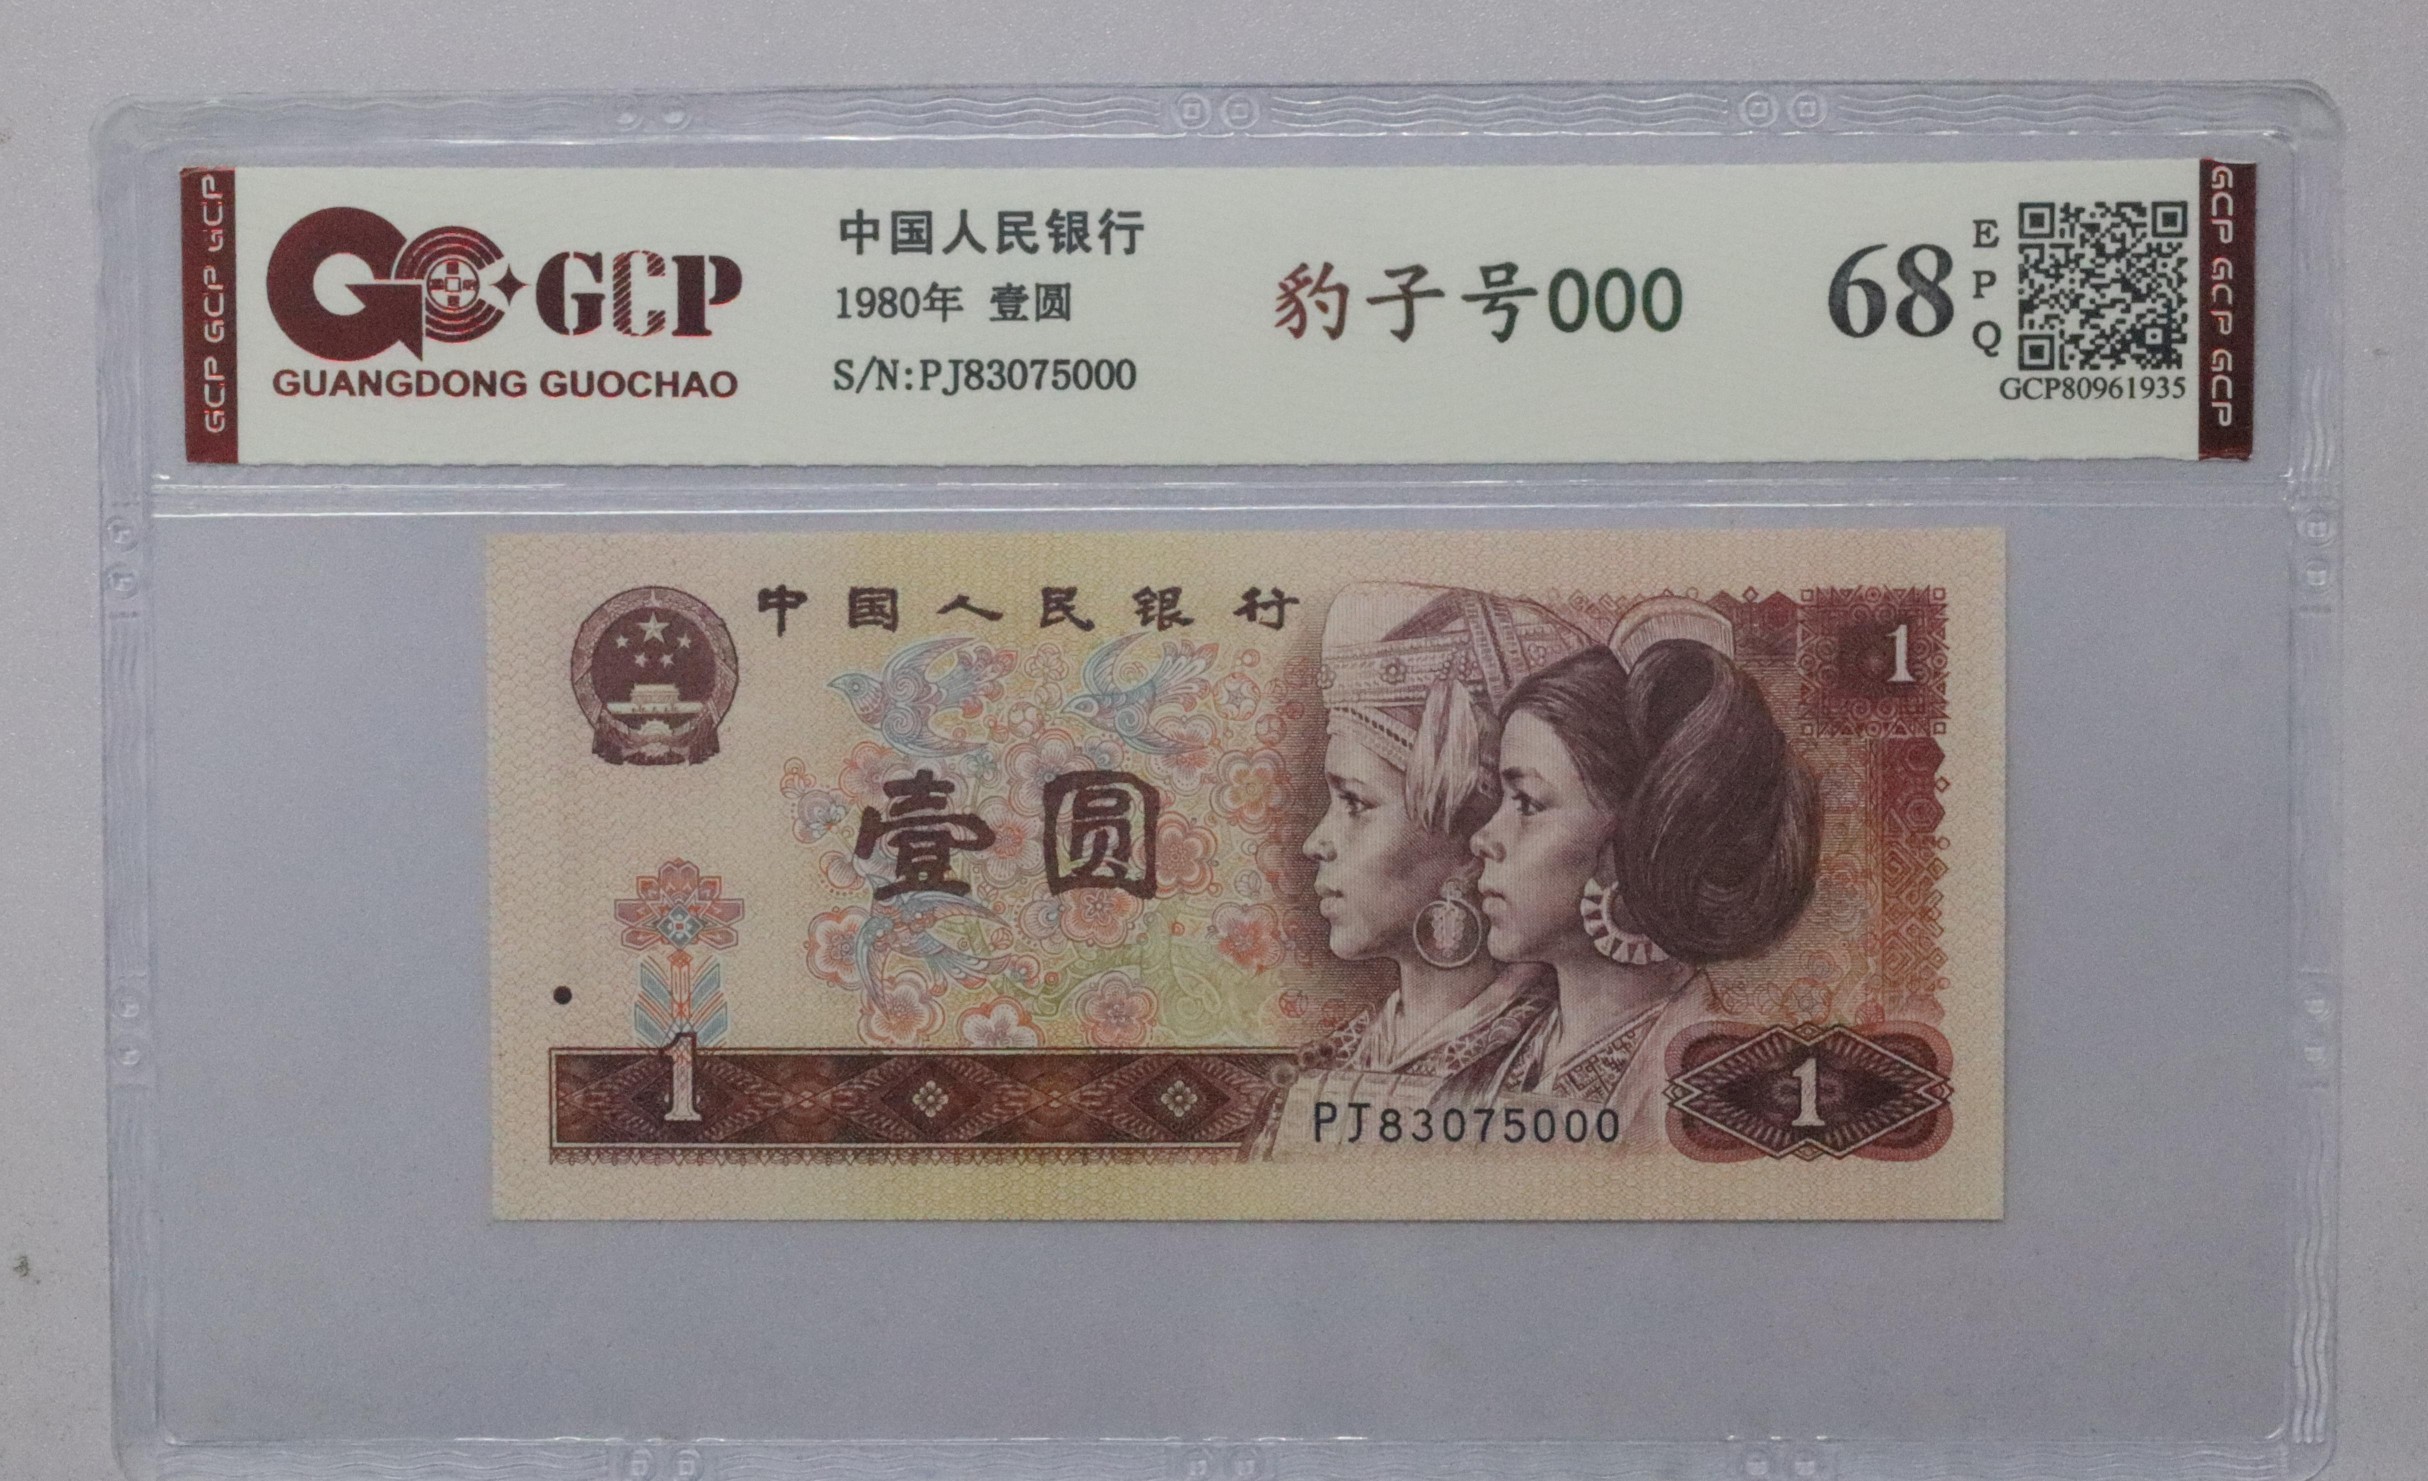 GCP GCP GCP
GCP
GUANGDONG GUOCHAO
中国人民银行
1980年 壹圆
S/N:PJ83075000
豹子号000
68
EPQ
GCP80961935
GCP GCP GCP
中国人民银行
1
壹圆
1
PJ83075000
1